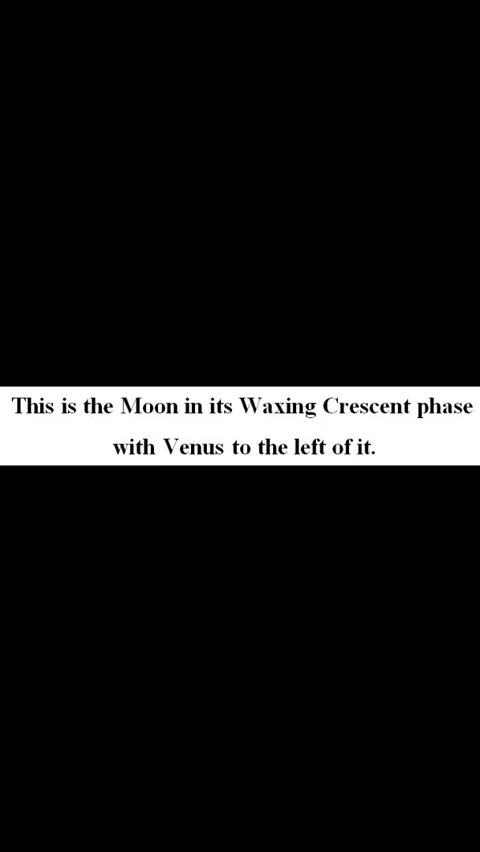 This is the Moon in its Waxing Crescent phase
with Venus to the left of it.